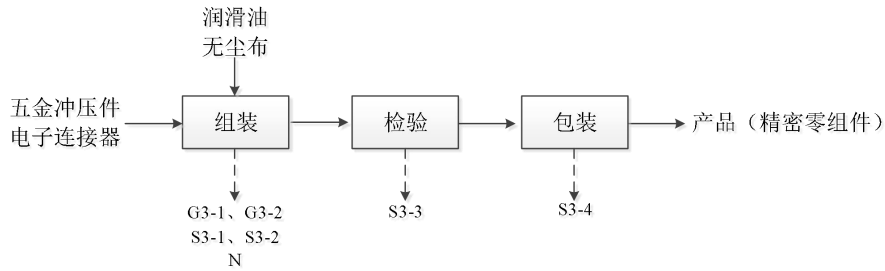 润滑油
无尘布
五金冲压件
电子连接器
组装
检验
包装
产品（精密零组件）
G3-1、G3-2
S3-1、S3-2
N
S3-3
S3-4